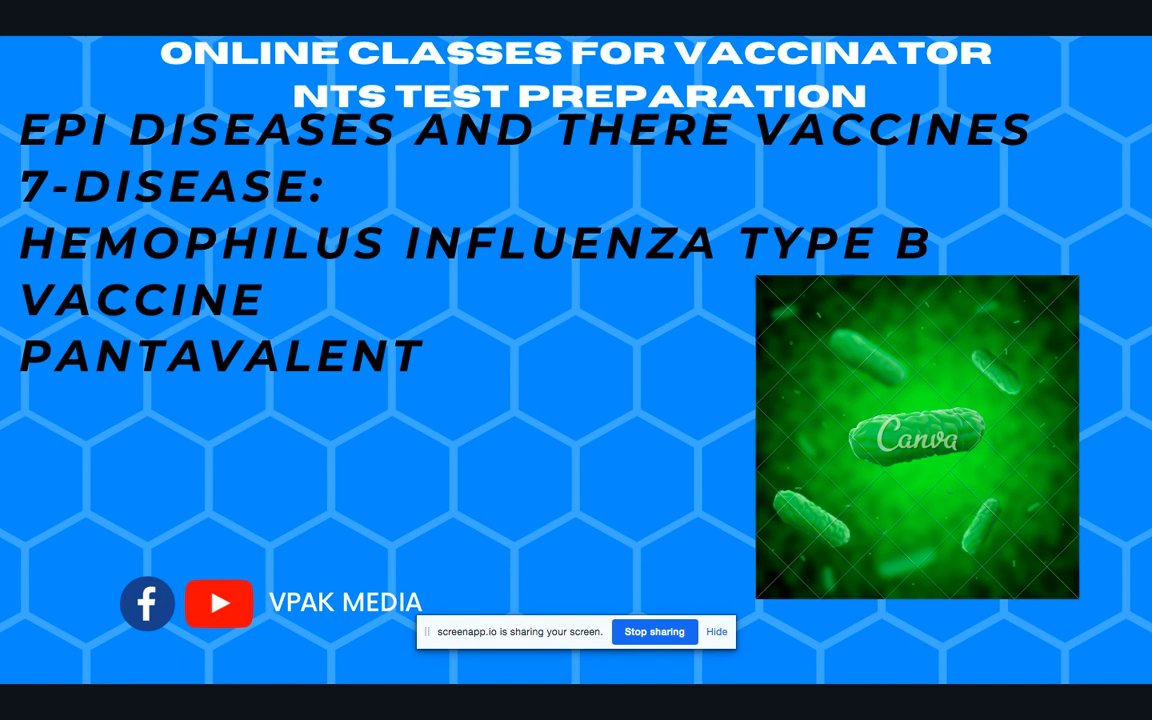 ONLINE CLASSES FOR VACCINATOR
NTS TEST PREPARATION
EPI DISEASES AND THERE VACCINES
7-DISEASE:
HEMOPHILUS INFLUENZA TYPE B
VACCINE
PANTAVALENT
Canva
VPAK MEDIA
screenapp.io is sharing your screen. Stop sharing Hide